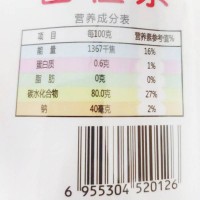 营养成分表
项目 每100克 营养素参考值%
能量 1367千焦 16%
蛋白质 0.6克 1%
脂肪 0克 0%
碳水化合物 80.0克 27%
钠 40毫克 2%
6 955304 520126